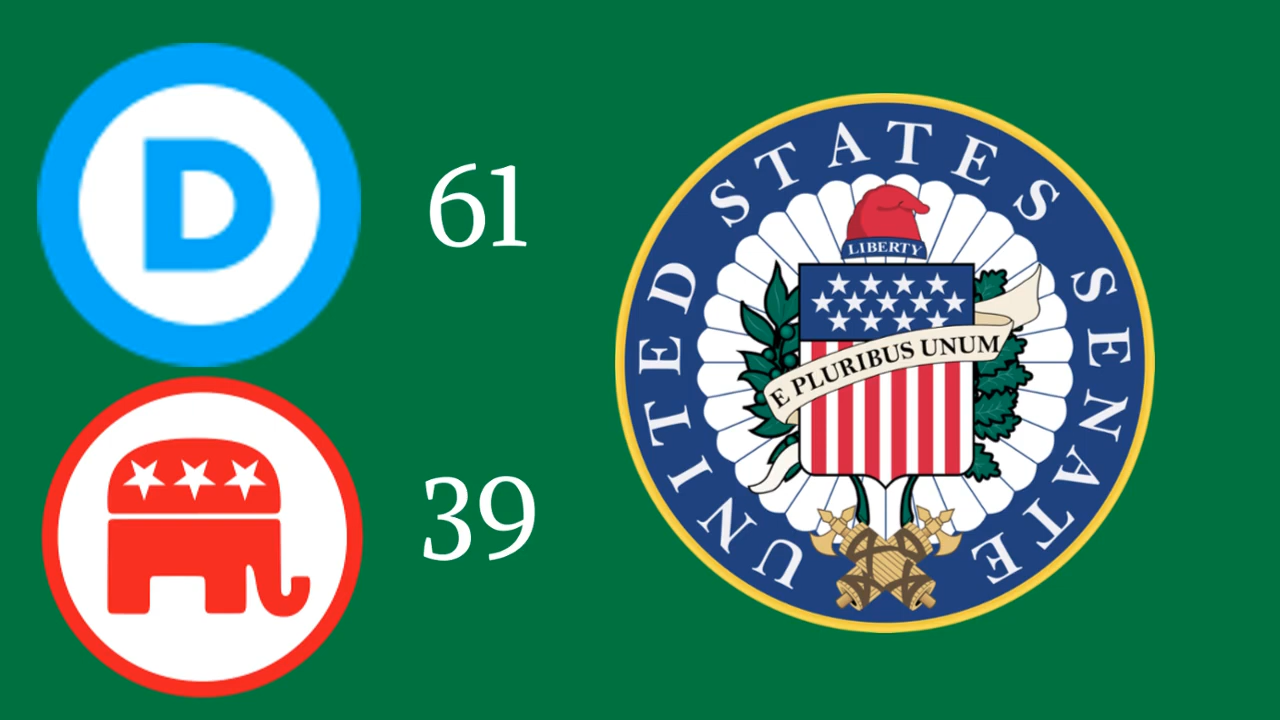 D
61
39
UNITED STATES SENATE
LIBERTY
E PLURIBUS UNUM